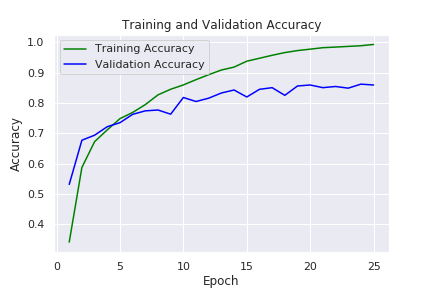 Training and Validation Accuracy
Training Accuracy
Validation Accuracy
Accuracy
1.0
0.9
0.8
0.7
0.6
0.5
0.4
0 5 10 15 20 25
Epoch